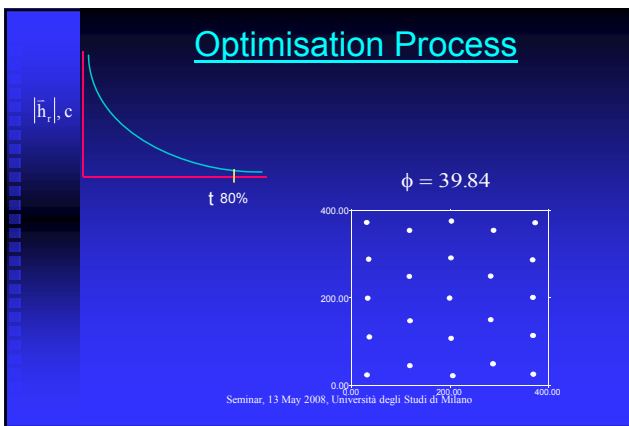 Optimisation Process
|h̄ᵣ|, c
t 80%
ϕ = 39.84
400.00
200.00
0.00
0.00 200.00 400.00
Seminar, 13 May 2008, Università degli Studi di Milano